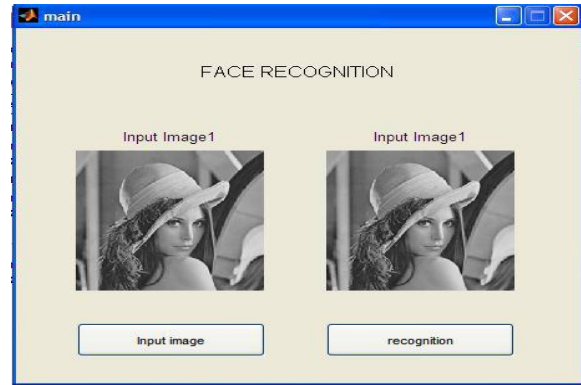 main
FACE RECOGNITION
Input Image1
Input Image1
Input image
recognition